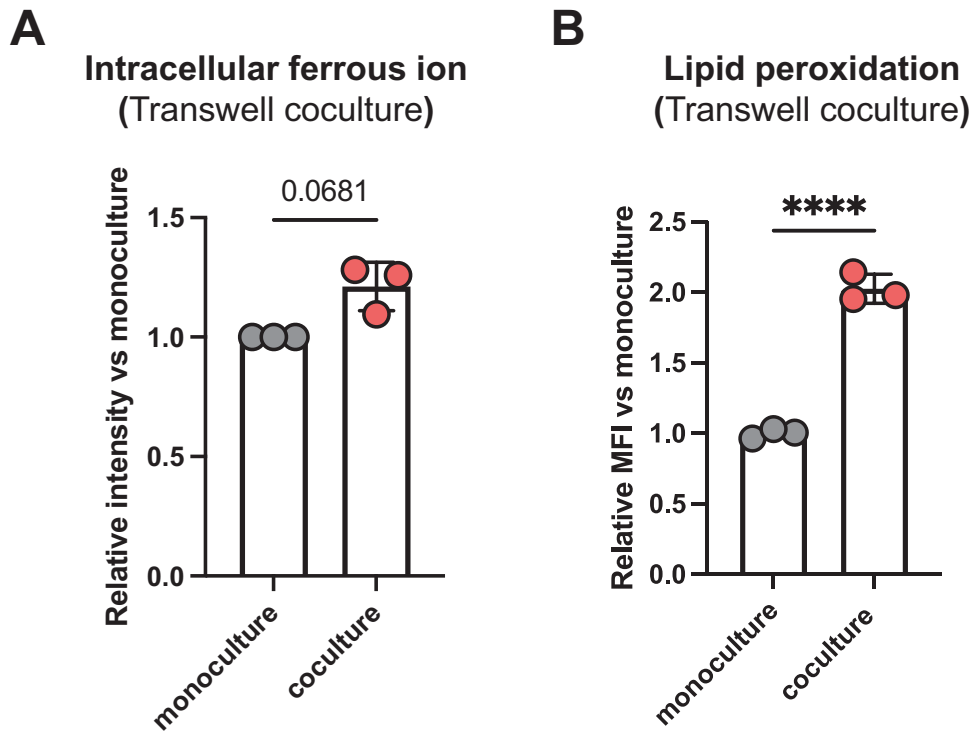 A
Intracellular ferrous ion
(Transwell coculture)
Relative intensity vs monoculture
0.0681
1.5
1.0
0.5
0.0
monoculture
coculture
B
Lipid peroxidation
(Transwell coculture)
Relative MFI vs monoculture
****
2.5
2.0
1.5
1.0
0.5
0.0
monoculture
coculture